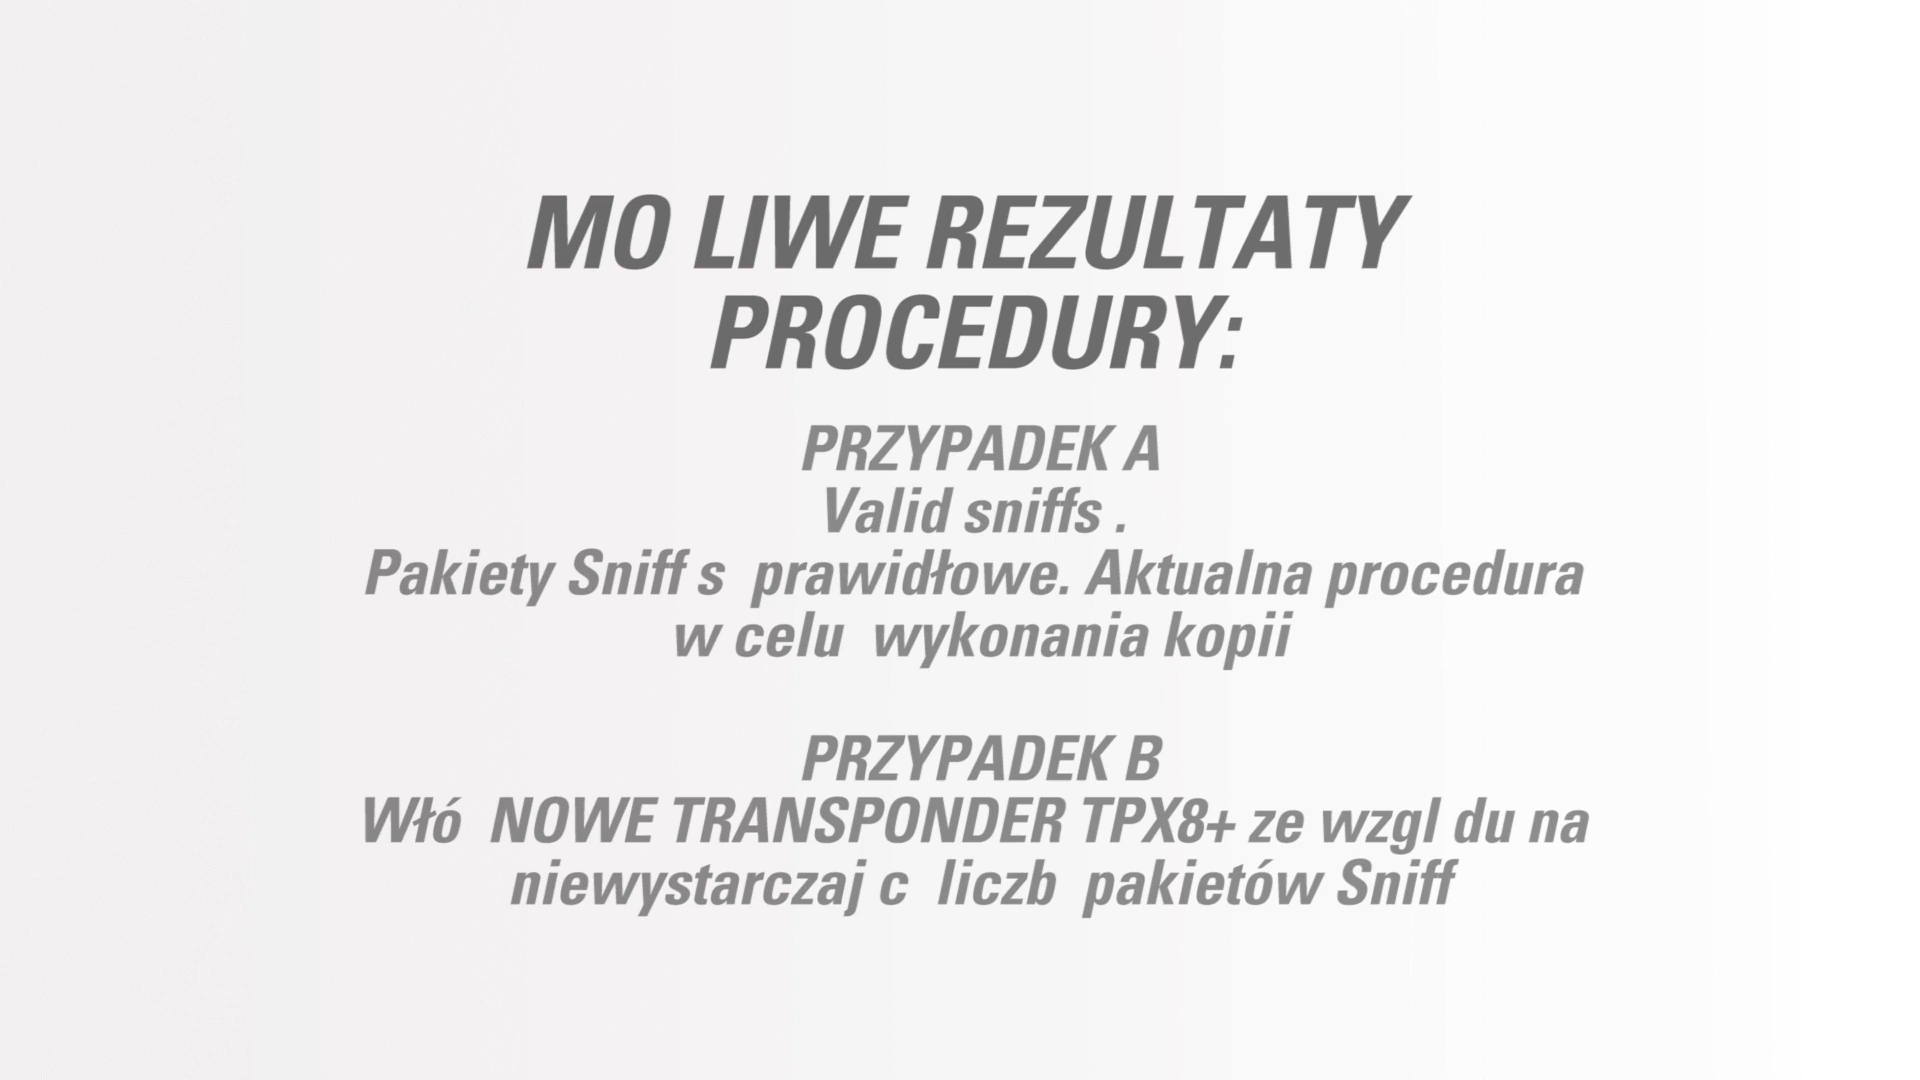 MO LIWE REZULTATY
PROCEDURY:
PRZYPADEK A
Valid sniffs .
Pakiety Sniff s  prawidłowe. Aktualna procedura
w celu  wykonania kopii
PRZYPADEK B
Włó  NOWE TRANSPONDER TPX8+ ze wzgl du na
niewystarczaj c  liczb  pakietów Sniff